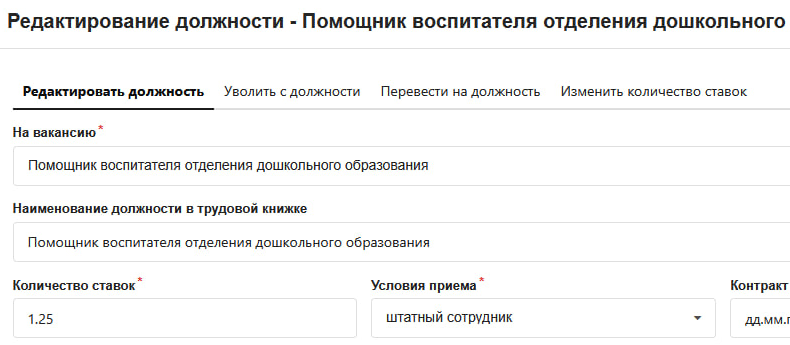 Редактирование должности - Помощник воспитателя отделения дошкольного
Редактировать должность Уволить с должности Перевести на должность Изменить количество ставок
На вакансию*
Помощник воспитателя отделения дошкольного образования
Наименование должности в трудовой книжке
Помощник воспитателя отделения дошкольного образования
Количество ставок* Условия приема* Контракт
1.25 штатный сотрудник дд.мм.г